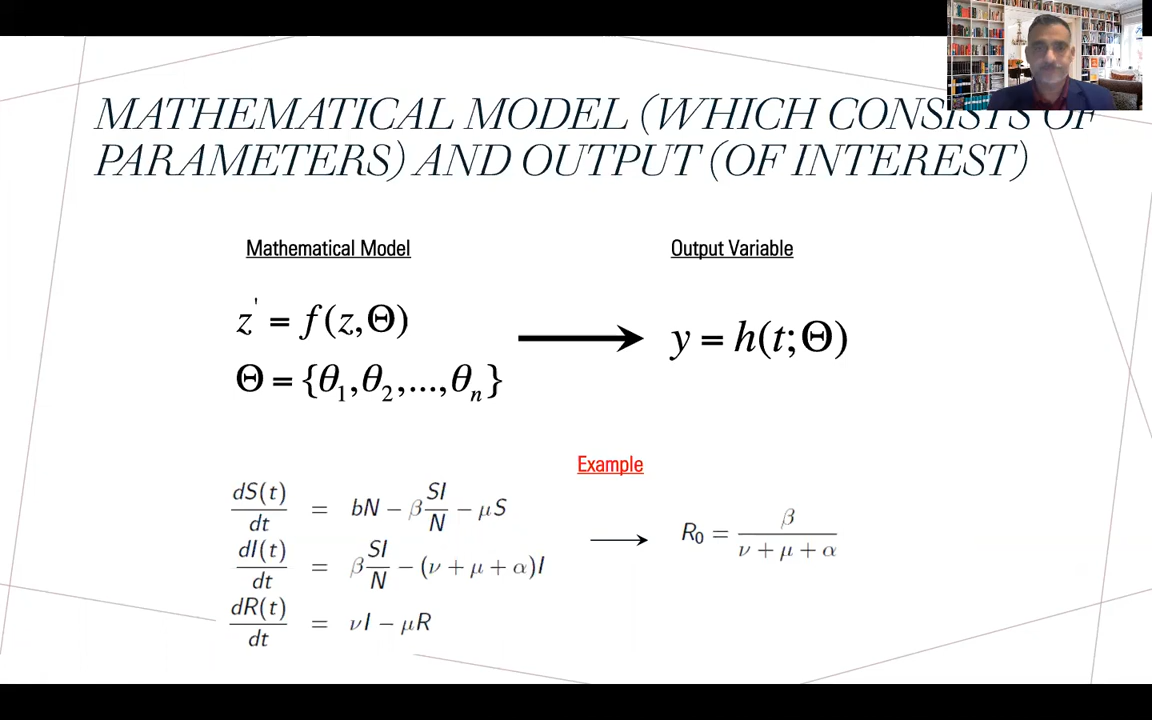 MATHEMATICAL MODEL (WHICH CONSISTS OF
PARAMETERS) AND OUTPUT (OF INTEREST)
Mathematical Model
Output Variable
z' = f(z,Θ)
Θ = {θ1,θ2,...,θn}
y = h(t;Θ)
Example
dS(t)/dt = bN − β SI/N − μS
dI(t)/dt = β SI/N − (ν + μ + α)I
dR(t)/dt = νI − μR
R0 = β/(ν + μ + α)